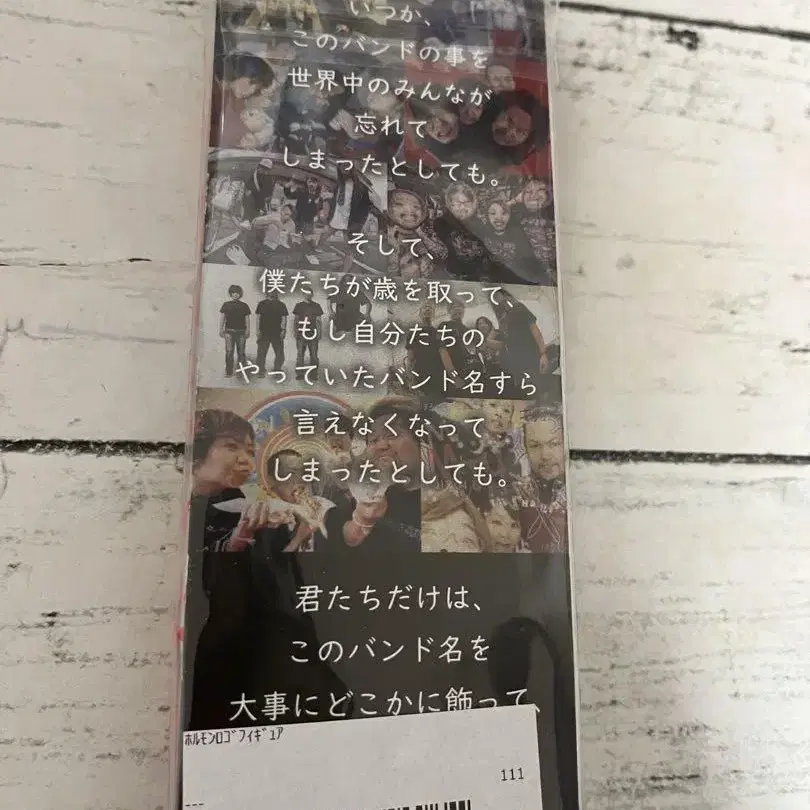 いつか、
このバンドの事を
世界中のみんなが
忘れて
しまったとしても。
そして、
僕たちが歳を取って、
もし自分たちの
やっていたバンド名すら
言えなくなって
しまったとしても。
君たちだけは、
このバンド名を
大事にどこかに飾って、
ﾎﾙﾓﾝﾛｺﾞﾌｨｷﾞｭｱ
111
---